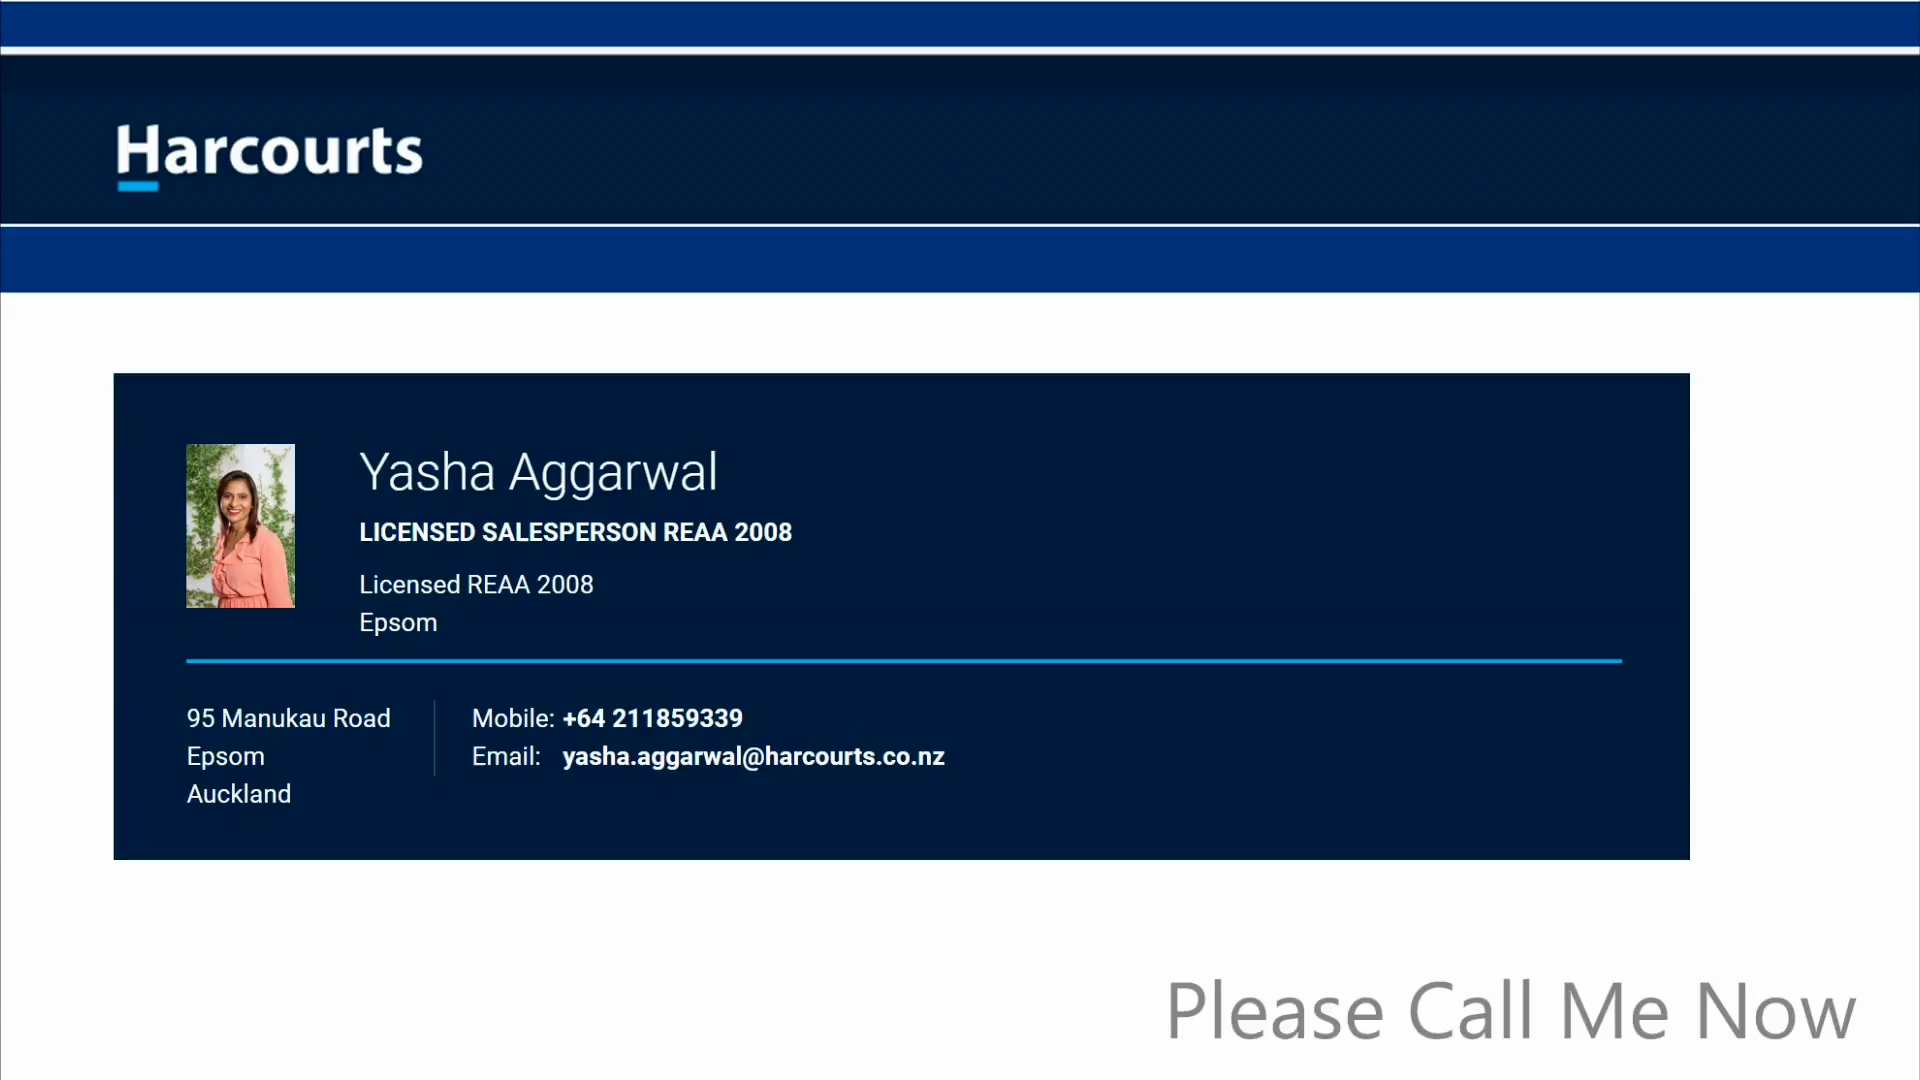 Harcourts
Yasha Aggarwal
LICENSED SALESPERSON REAA 2008
Licensed REAA 2008
Epsom
95 Manukau Road
Epsom
Auckland
Mobile: +64 211859339
Email: yasha.aggarwal@harcourts.co.nz
Please Call Me Now